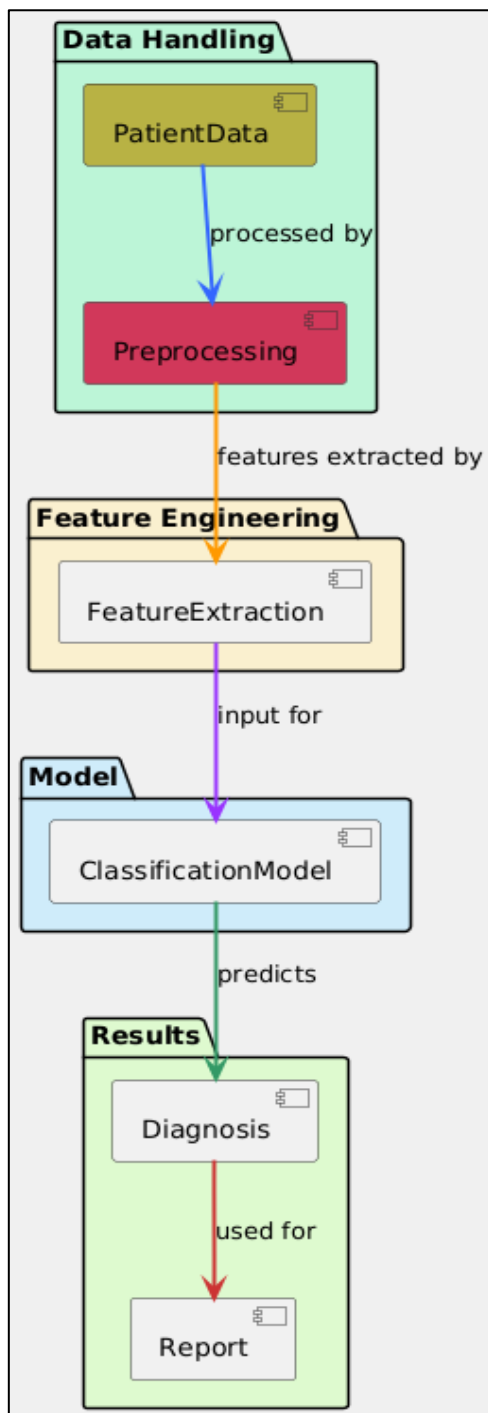 Data Handling
PatientData
processed by
Preprocessing
features extracted by
Feature Engineering
FeatureExtraction
input for
Model
ClassificationModel
predicts
Results
Diagnosis
used for
Report